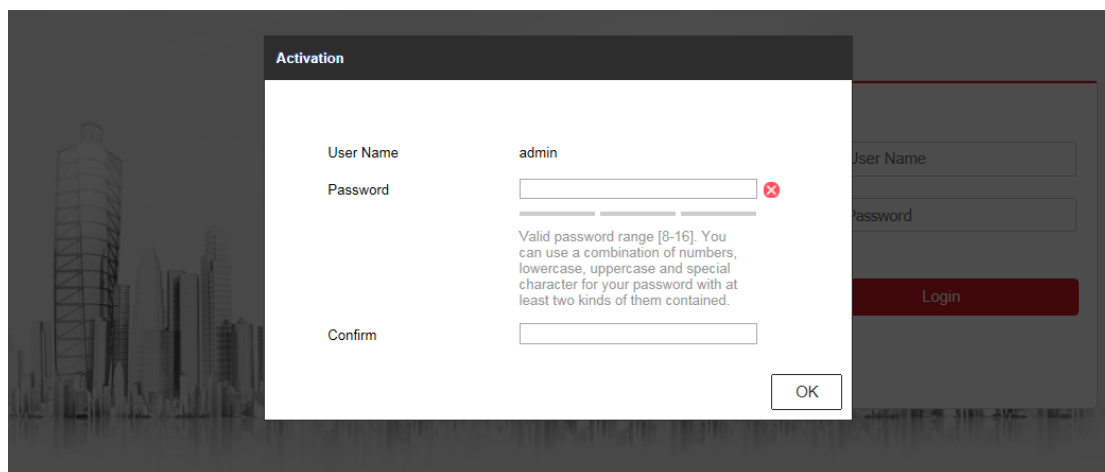 Activation
User Name admin
Password
Valid password range [8-16]. You
can use a combination of numbers,
lowercase, uppercase and special
character for your password with at
least two kinds of them contained.
Confirm
OK
User Name
Password
Login